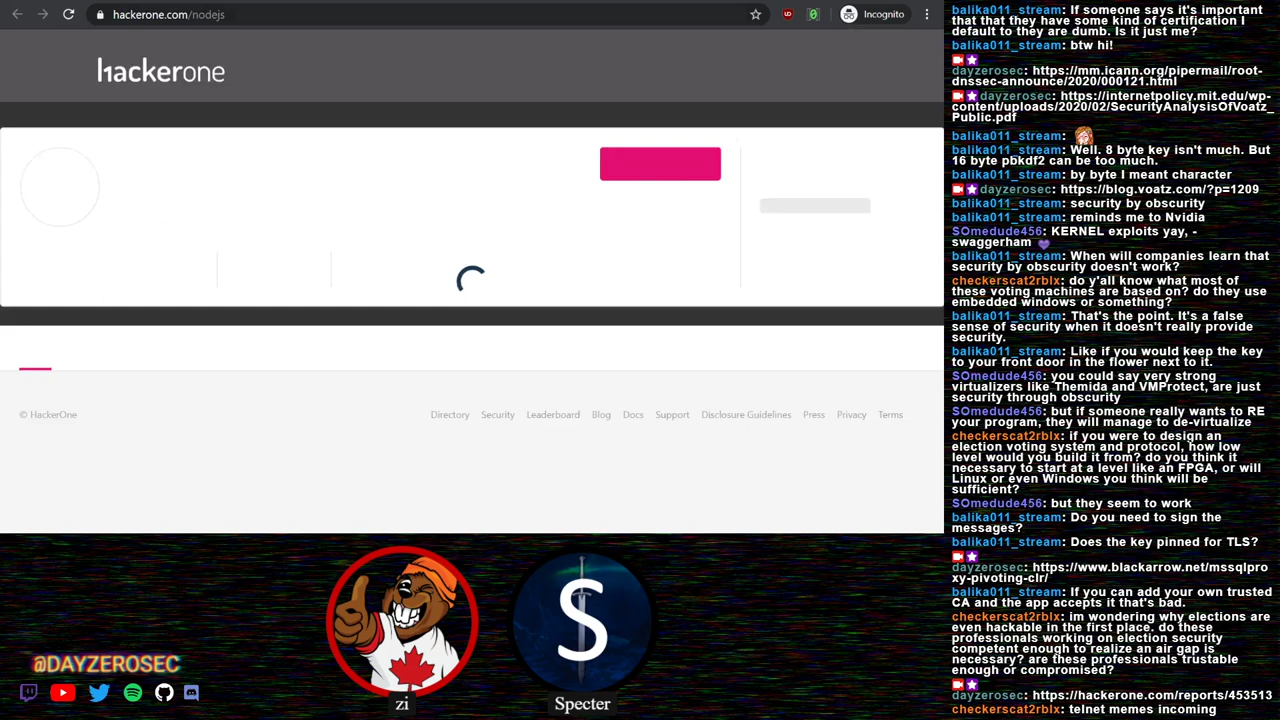 hackerone.com/nodejs
Incognito
hackerone
© HackerOne
Directory
Security
Leaderboard
Blog
Docs
Support
Disclosure Guidelines
Press
Privacy
Terms
@DAYZEROSEC
zi
S
Specter
balika011_stream: If someone says it's important
that that they have some kind of certification I
default to they are dumb. Is it just me?
balika011_stream: btw hi!
dayzerosec: https://mm.icann.org/pipermail/root-
dnssec-announce/2020/000121.html
dayzerosec: https://internetpolicy.mit.edu/wp-
content/uploads/2020/02/SecurityAnalysisOfVoatz_
Public.pdf
balika011_stream:
balika011_stream: Well. 8 byte key isn't much. But
16 byte pbkdf2 can be too much.
balika011_stream: by byte I meant character
dayzerosec: https://blog.voatz.com/?p=1209
balika011_stream: security by obscurity
balika011_stream: reminds me to Nvidia
SOmedude456: KERNEL exploits yay, -
swaggerham
balika011_stream: When will companies learn that
security by obscurity doesn't work?
checkerscat2rblx: do y'all know what most of
these voting machines are based on? do they use
embedded windows or something?
balika011_stream: That's the point. It's a false
sense of security when it doesn't really provide
security.
balika011_stream: Like if you would keep the key
to your front door in the flower next to it.
SOmedude456: you could say very strong
virtualizers like Themida and VMProtect, are just
security through obscurity
SOmedude456: but if someone really wants to RE
your program, they will manage to de-virtualize
checkerscat2rblx: if you were to design an
election voting system and protocol, how low
level would you build it from? do you think it
necessary to start at a level like an FPGA, or will
Linux or even Windows you think will be
sufficient?
SOmedude456: but they seem to work
balika011_stream: Do you need to sign the
messages?
balika011_stream: Does the key pinned for TLS?
dayzerosec: https://www.blackarrow.net/mssqlpro
xy-pivoting-clr/
balika011_stream: If you can add your own trusted
CA and the app accepts it that's bad.
checkerscat2rblx: im wondering why elections are
even hackable in the first place. do these
professionals working on election security
competent enough to realize an air gap is
necessary? are these professionals trustable
enough or compromised?
dayzerosec: https://hackerone.com/reports/453513
checkerscat2rblx: telnet memes incoming